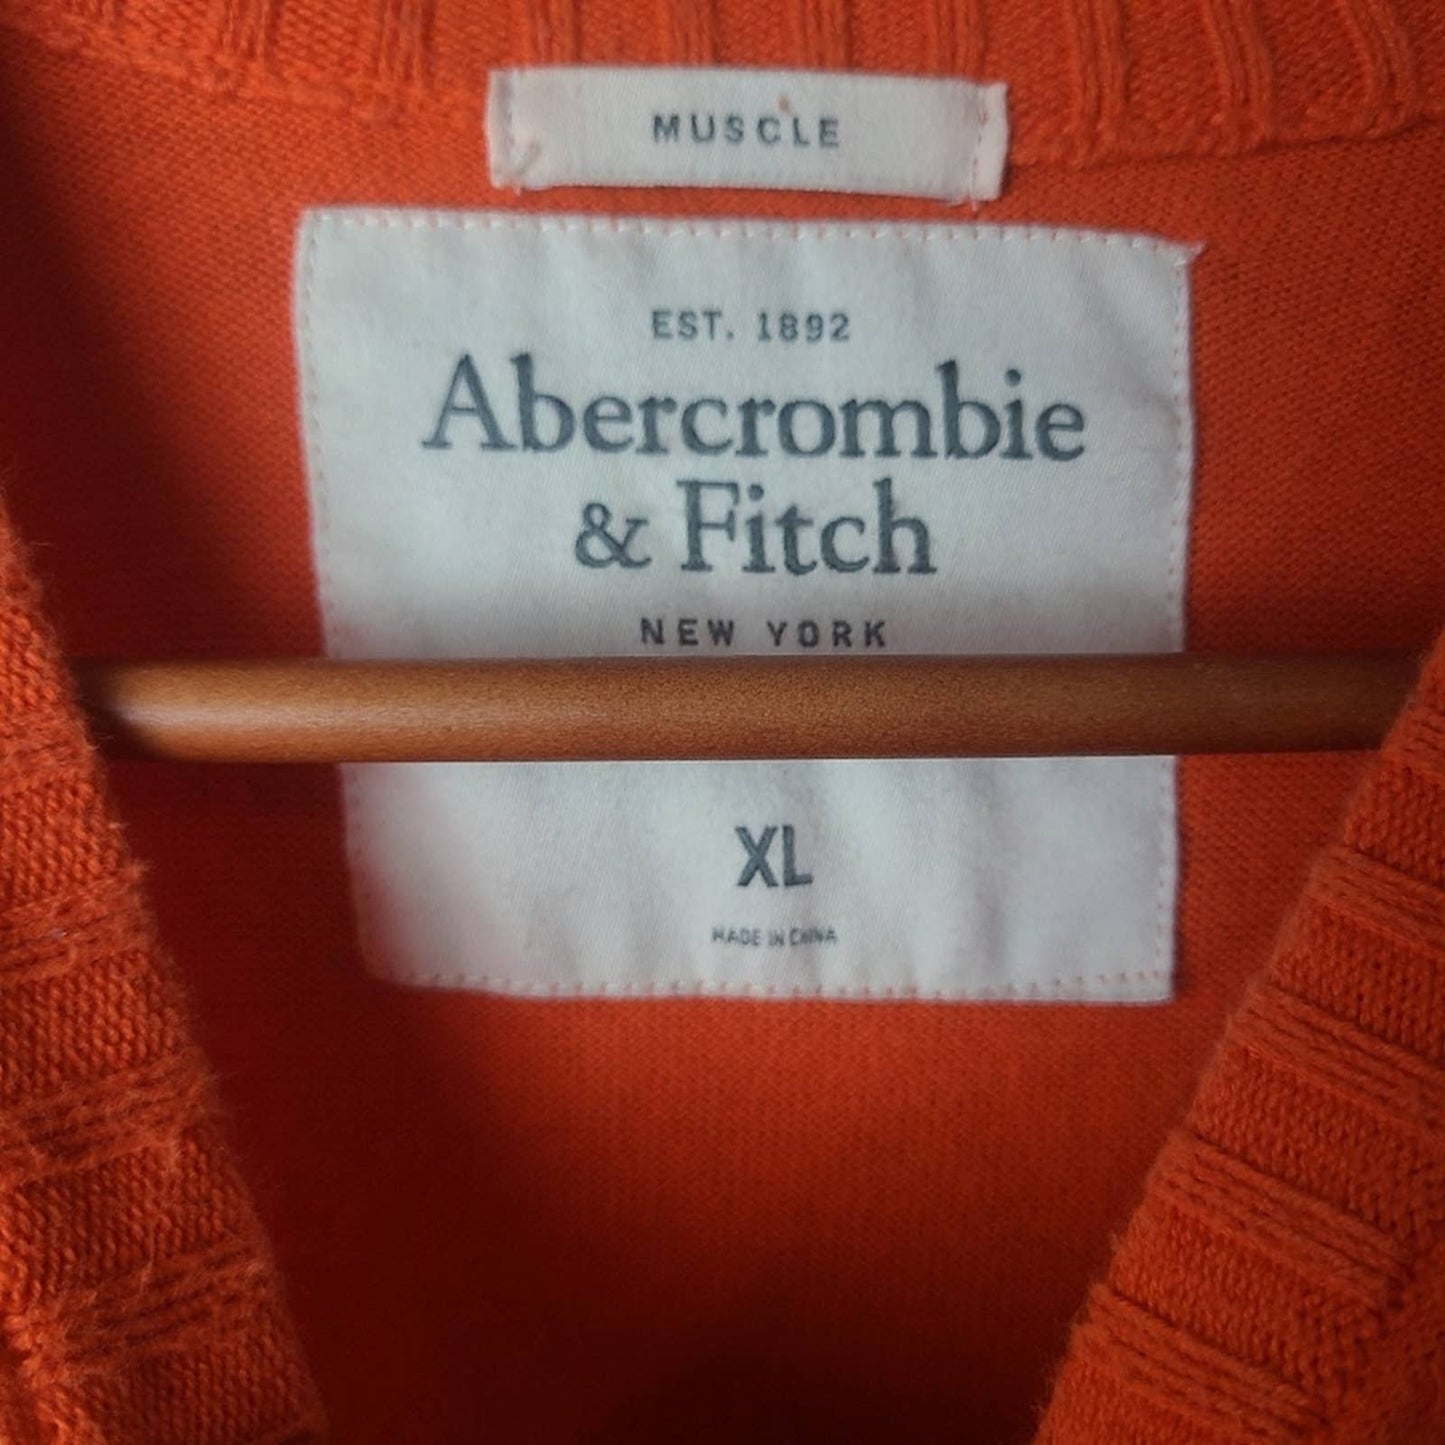 MUSCLE
EST. 1892
Abercrombie
& Fitch
NEW YORK
XL
MADE IN CHINA